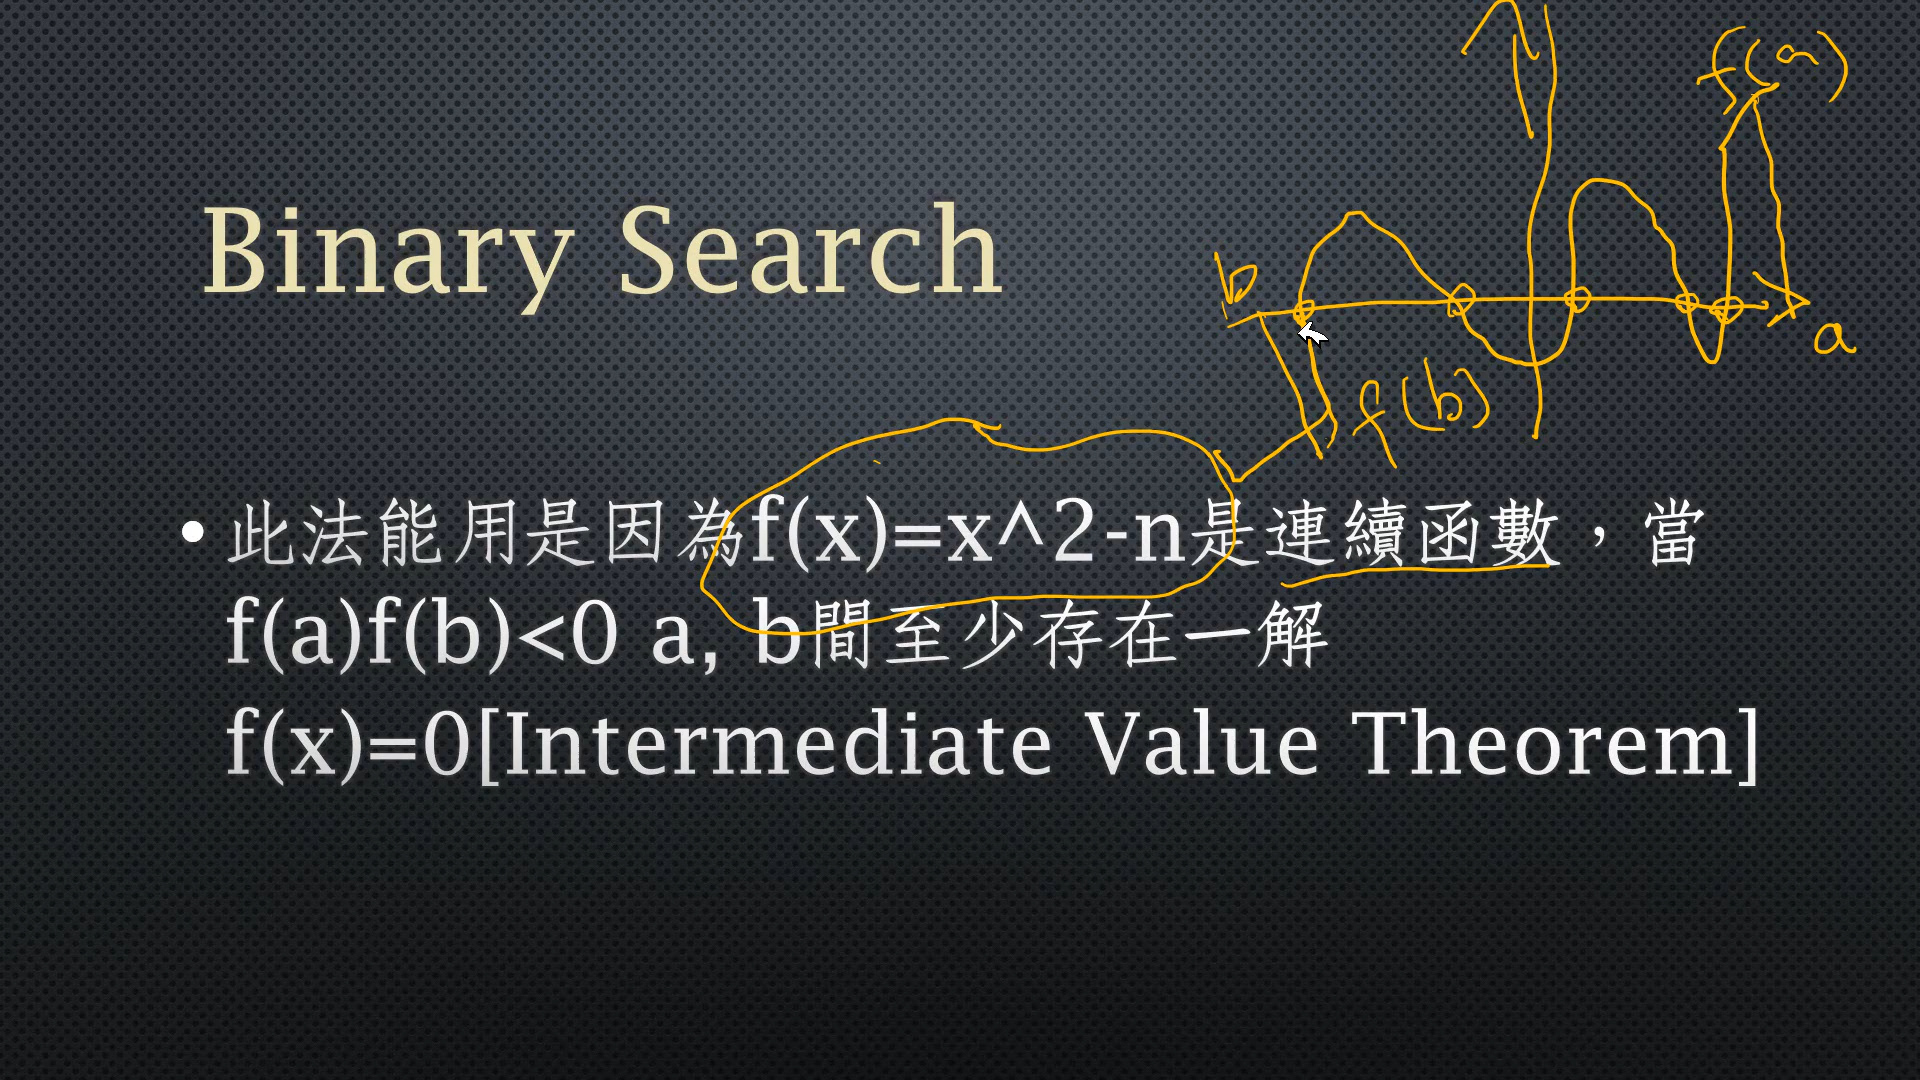 Binary Search
f(a)
b
a
f(b)
• 此法能用是因為f(x)=x^2-n是連續函數，當
f(a)f(b)<0 a, b間至少存在一解
f(x)=0[Intermediate Value Theorem]